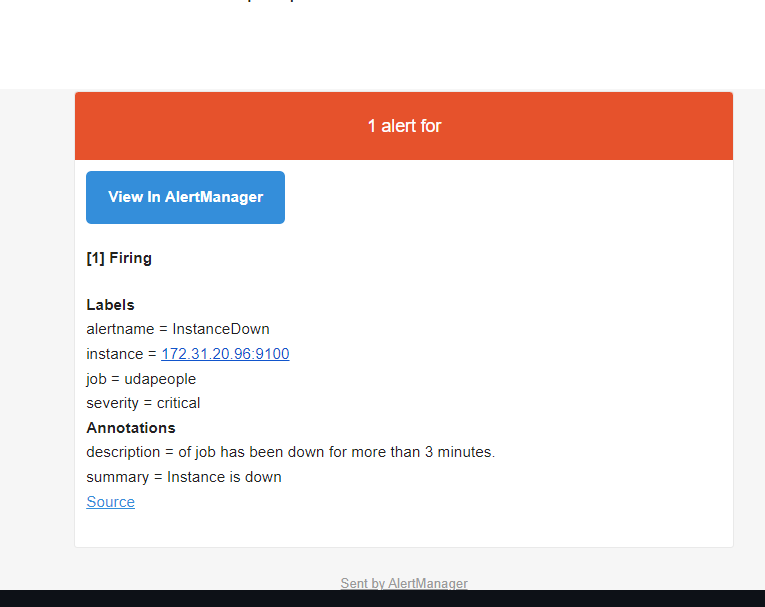 1 alert for
View In AlertManager
[1] Firing
Labels
alertname = InstanceDown
instance = 172.31.20.96:9100
job = udapeople
severity = critical
Annotations
description = of job has been down for more than 3 minutes.
summary = Instance is down
Source
Sent by AlertManager